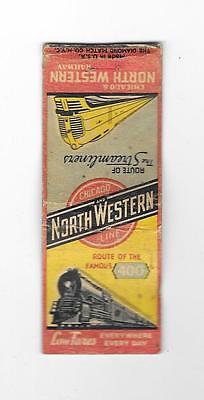 Made in U.S.A.
THE DIAMOND MATCH CO. N.Y.C.
CHICAGO &
NORTH WESTERN
RAILWAY
ROUTE OF
The Streamliners
CHICAGO
AND
NORTH WESTERN
LINE
ROUTE OF THE
FAMOUS 400
Low Fares EVERYWHERE
EVERY DAY